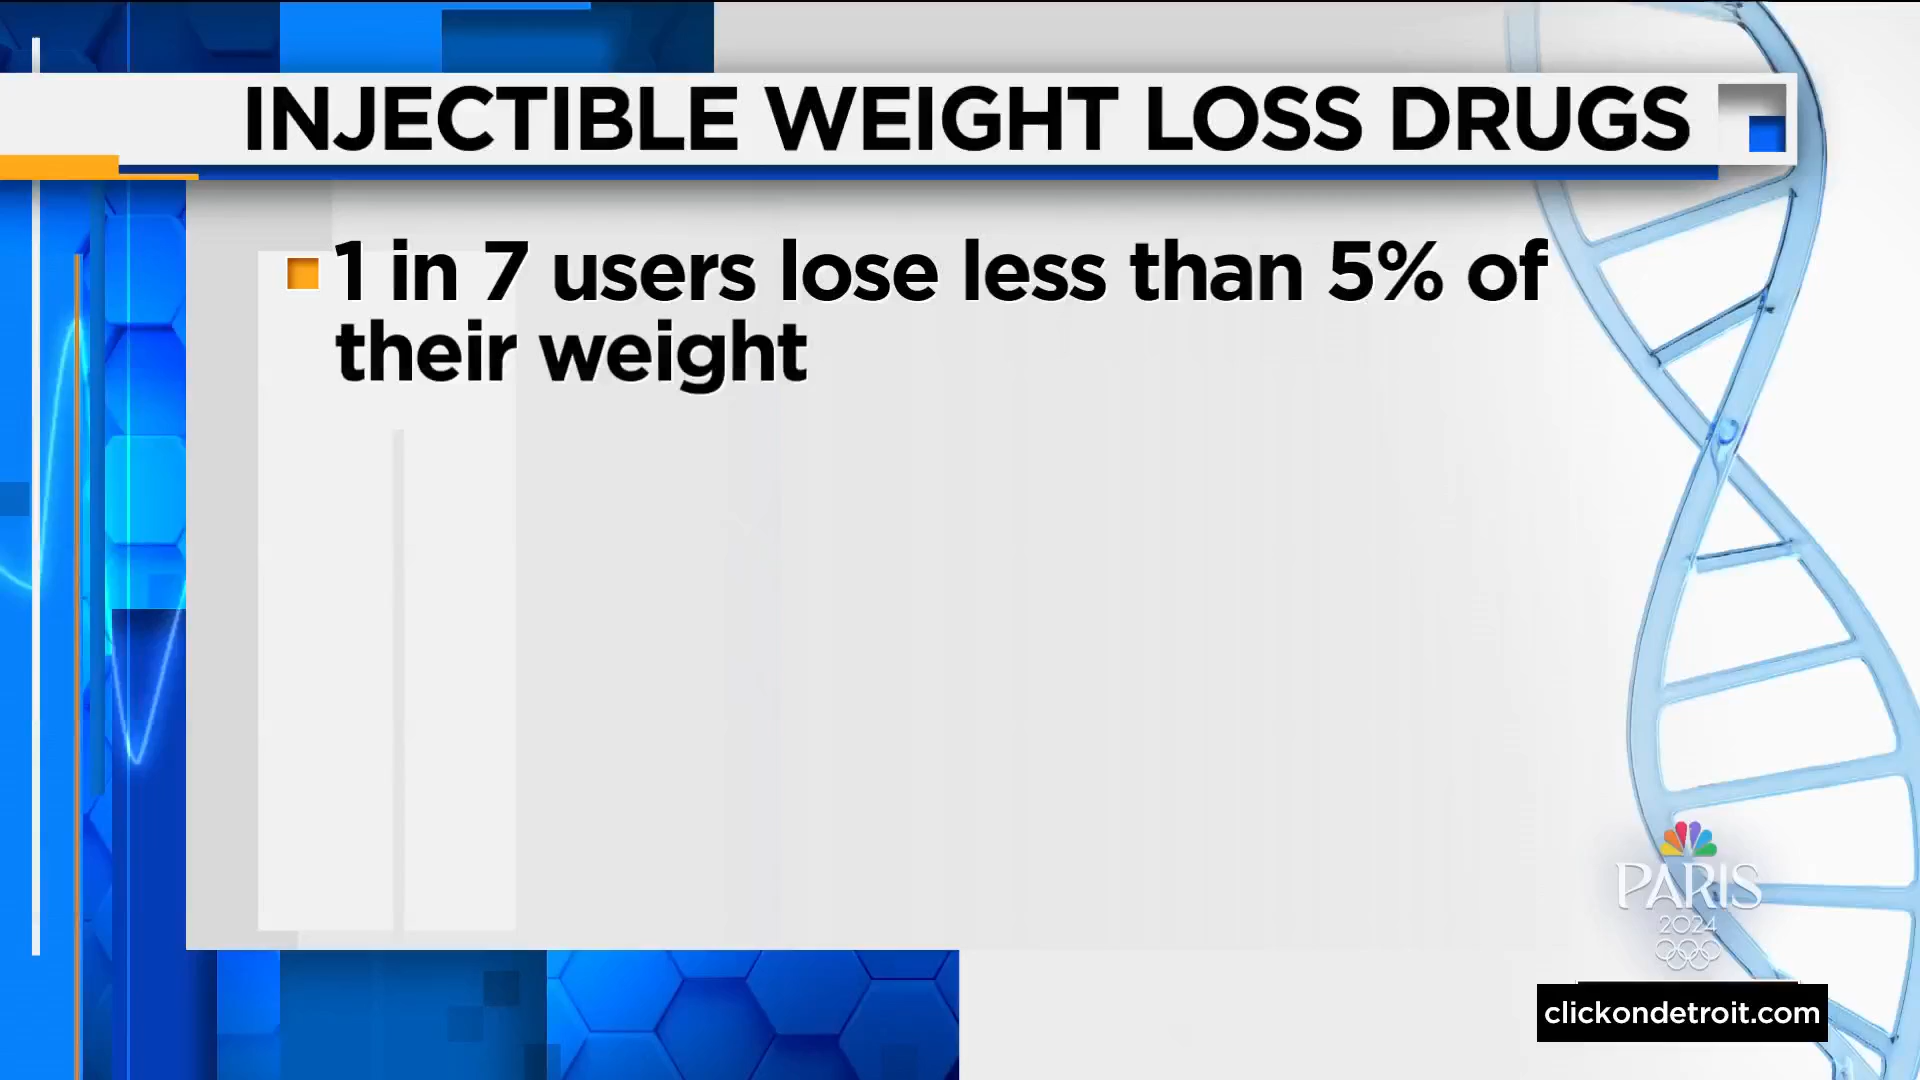 INJECTIBLE WEIGHT LOSS DRUGS
1 in 7 users lose less than 5% of
their weight
PARIS
2024
clickondetroit.com